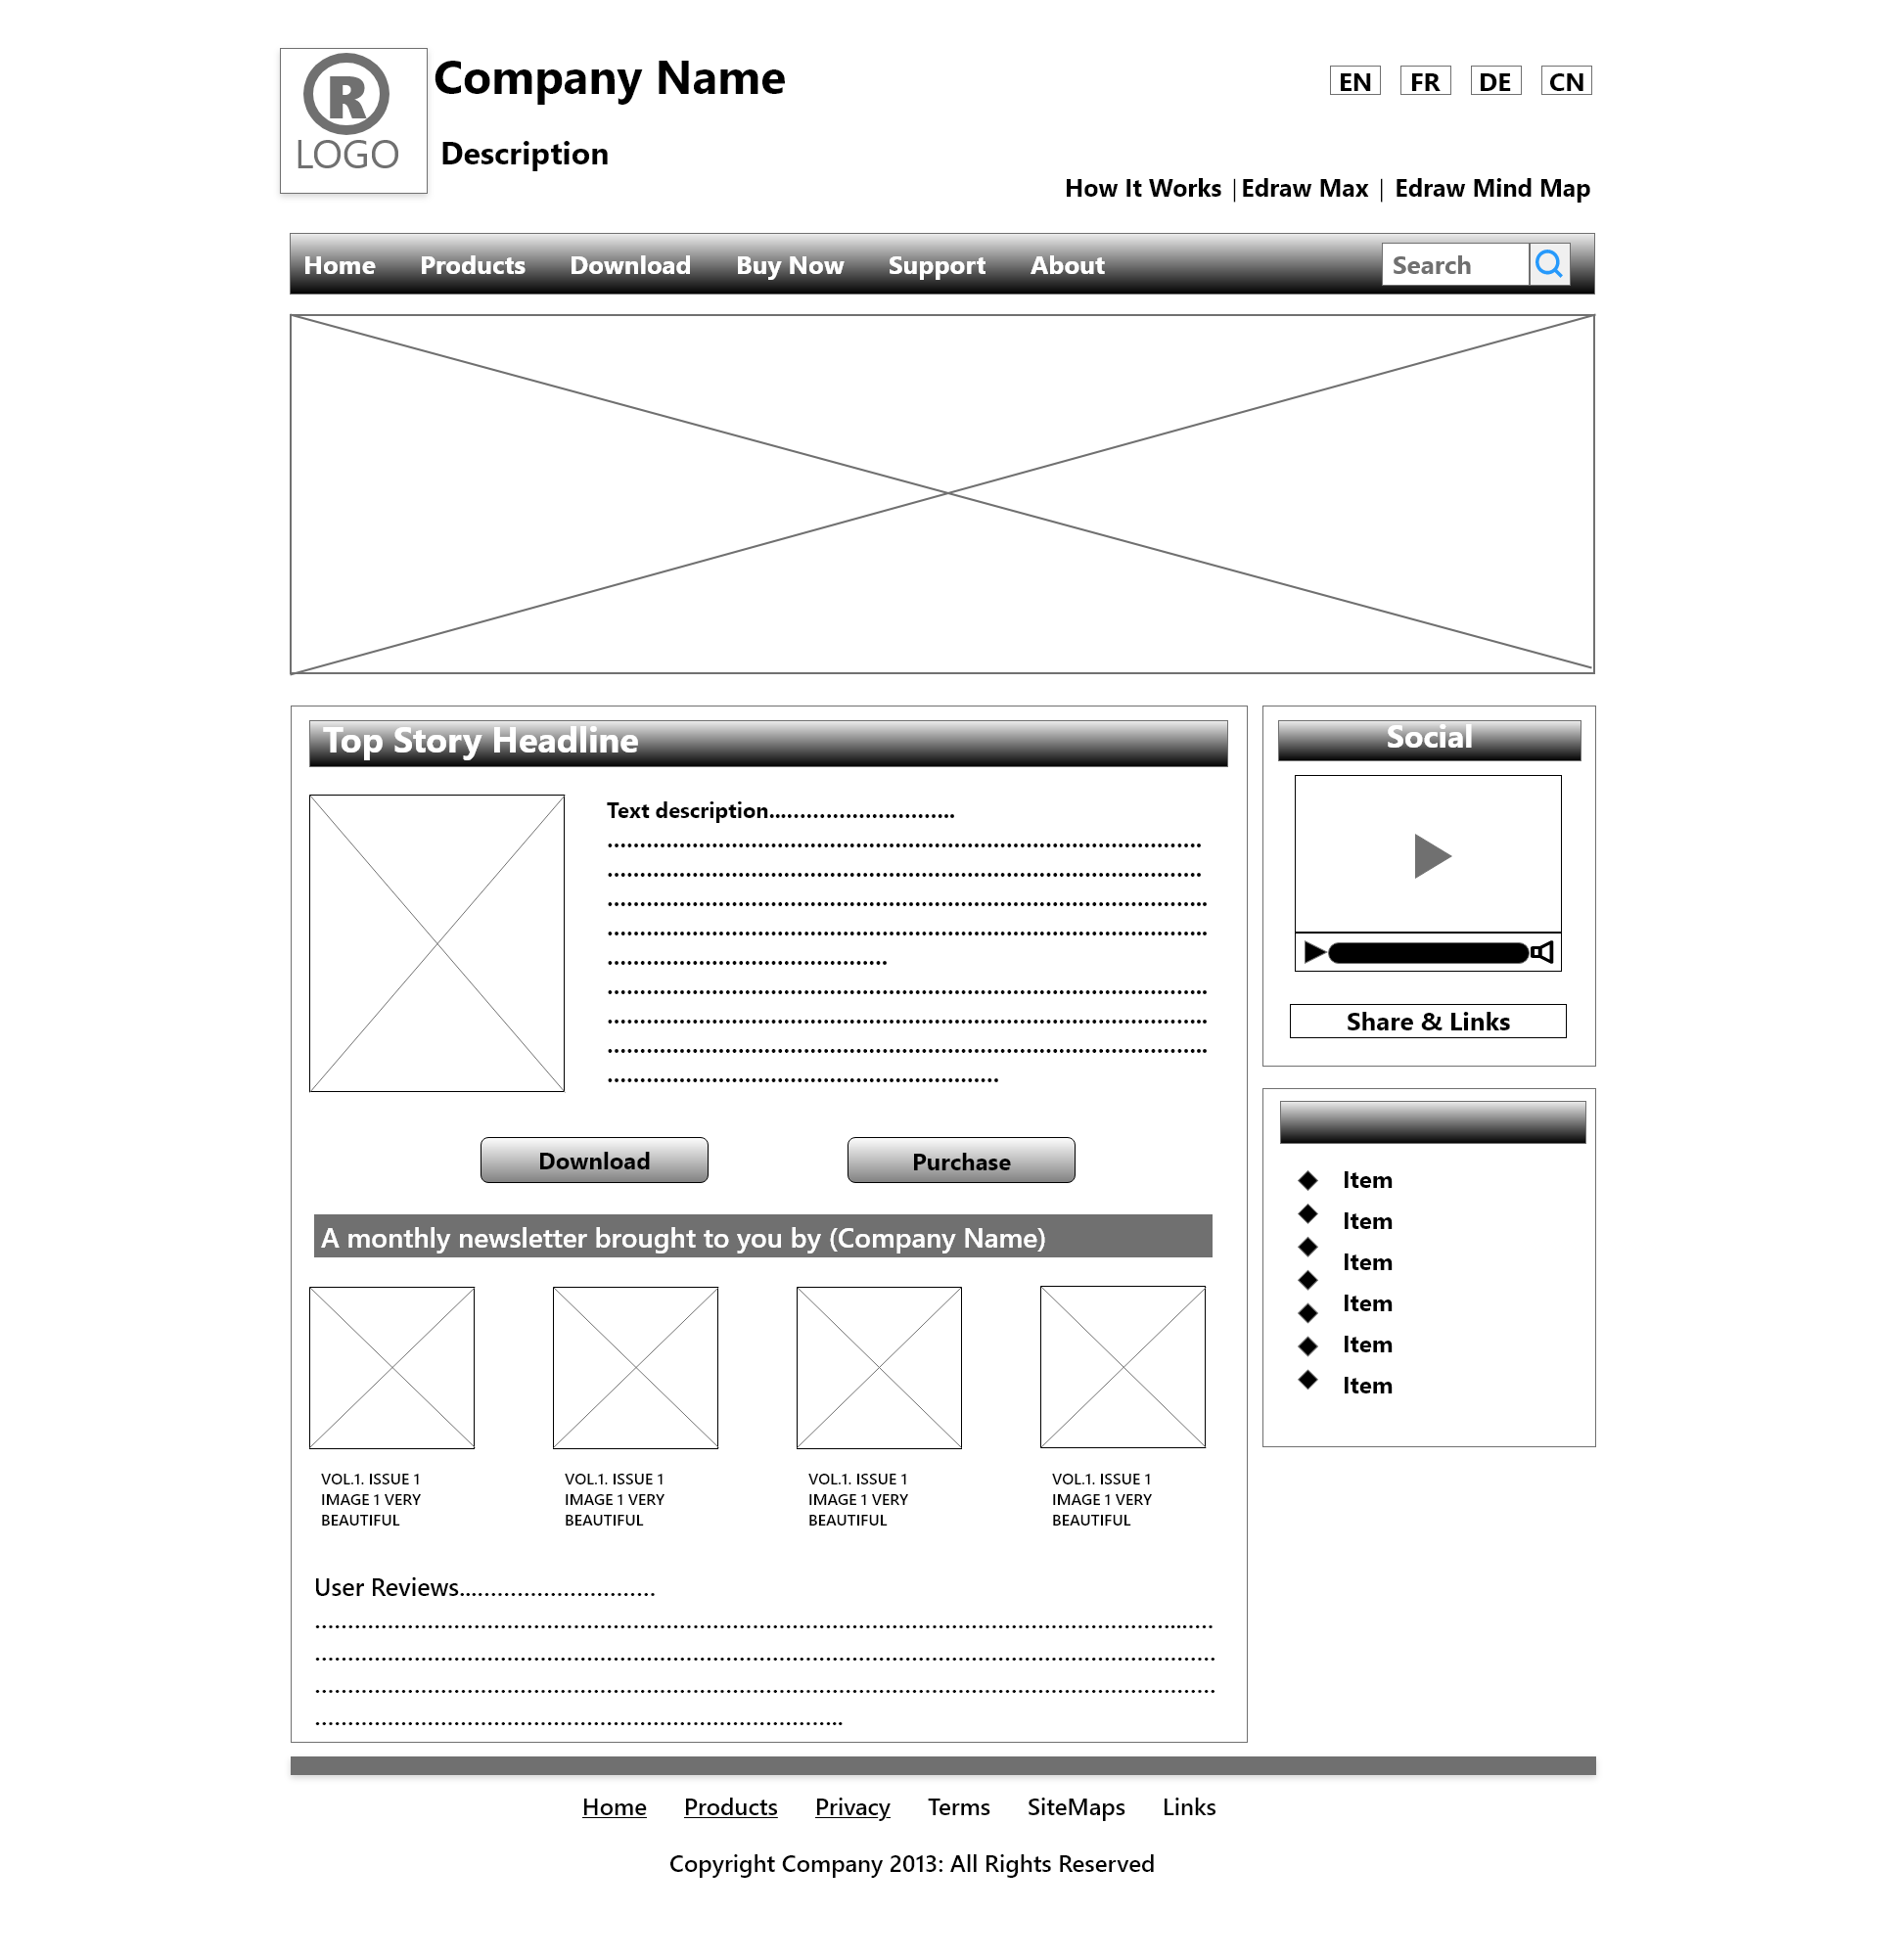 ®
LOGO
Company Name
Description
EN FR DE CN
How It Works | Edraw Max | Edraw Mind Map
Home Products Download Buy Now Support About Search
Top Story Headline
Text description............................
...........................................................................................
...........................................................................................
............................................................................................
............................................................................................
...........................................
............................................................................................
............................................................................................
............................................................................................
............................................................
Download Purchase
A monthly newsletter brought to you by (Company Name)
VOL.1. ISSUE 1
IMAGE 1 VERY
BEAUTIFUL
VOL.1. ISSUE 1
IMAGE 1 VERY
BEAUTIFUL
VOL.1. ISSUE 1
IMAGE 1 VERY
BEAUTIFUL
VOL.1. ISSUE 1
IMAGE 1 VERY
BEAUTIFUL
User Reviews................................
Social
Share & Links
Item
Item
Item
Item
Item
Item
Home Products Privacy Terms SiteMaps Links
Copyright Company 2013: All Rights Reserved